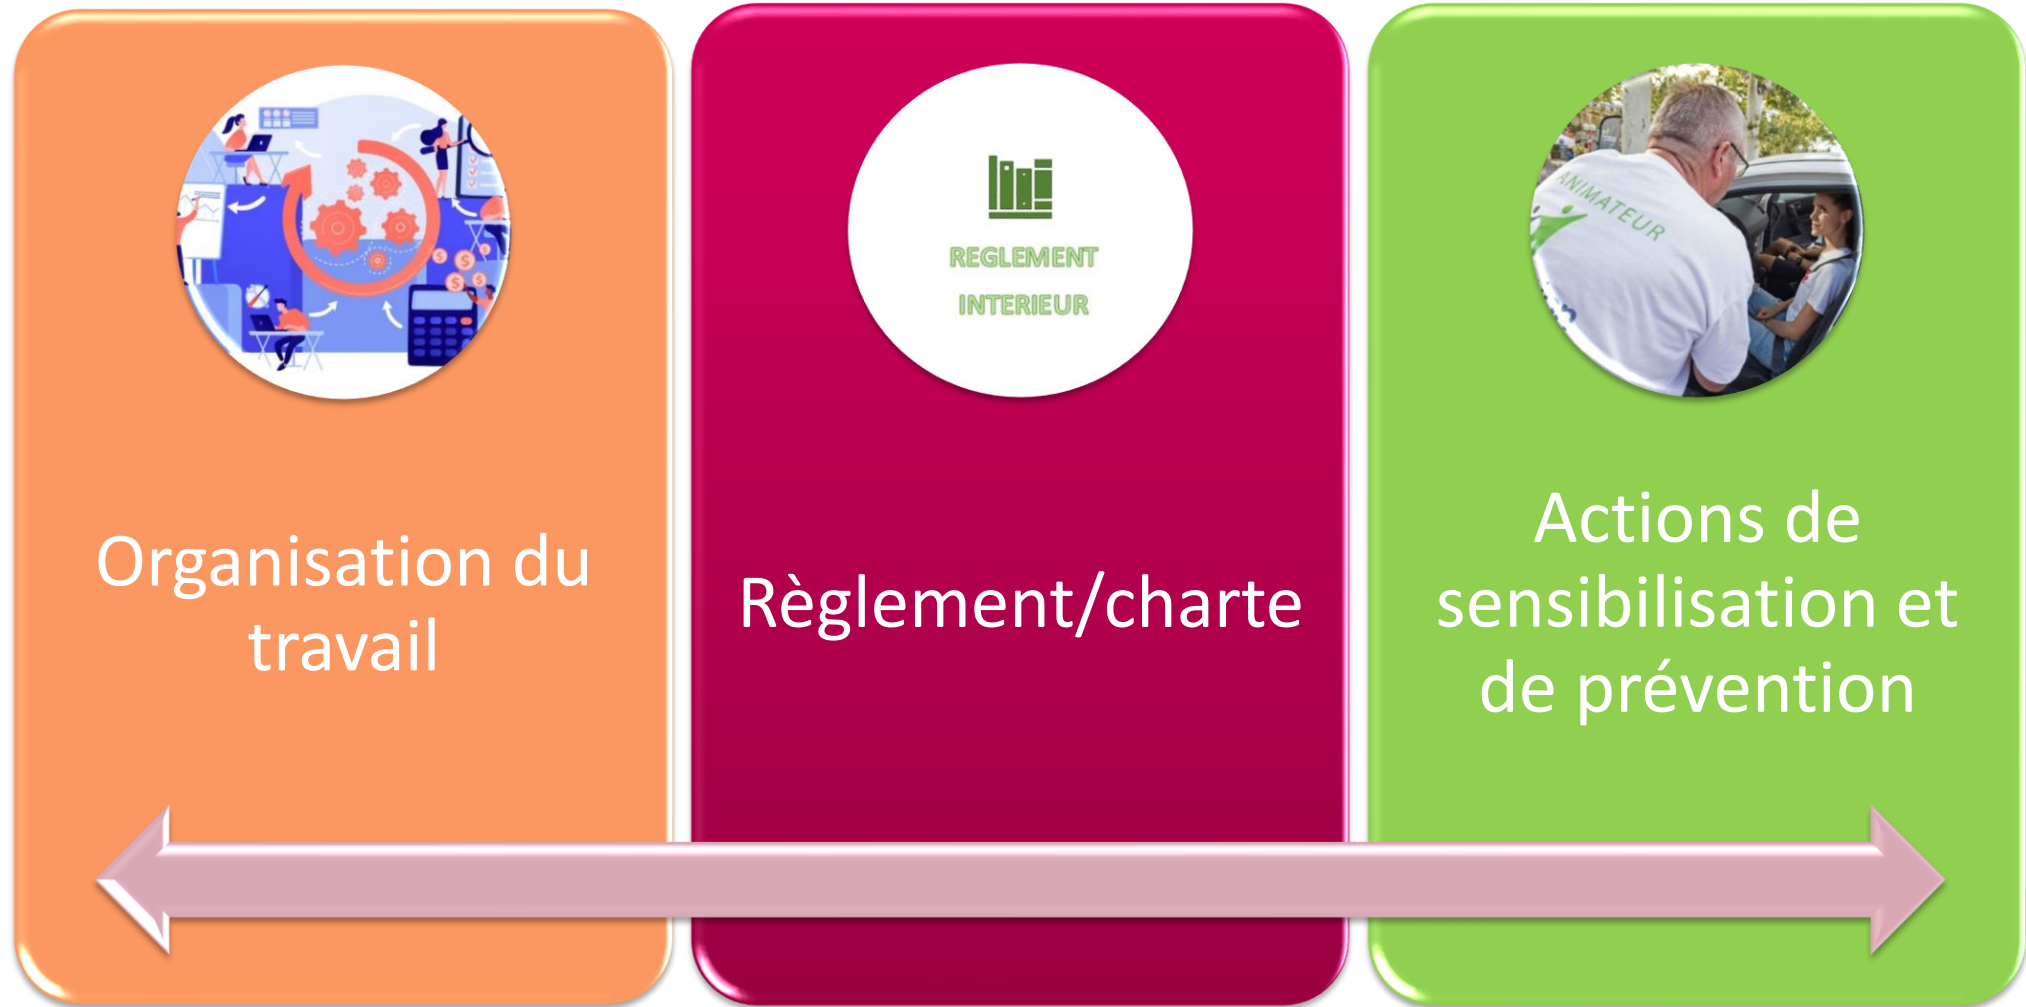 REGLEMENT
INTERIEUR
ANIMATEUR
Organisation du
travail
Règlement/charte
Actions de
sensibilisation et
de prévention